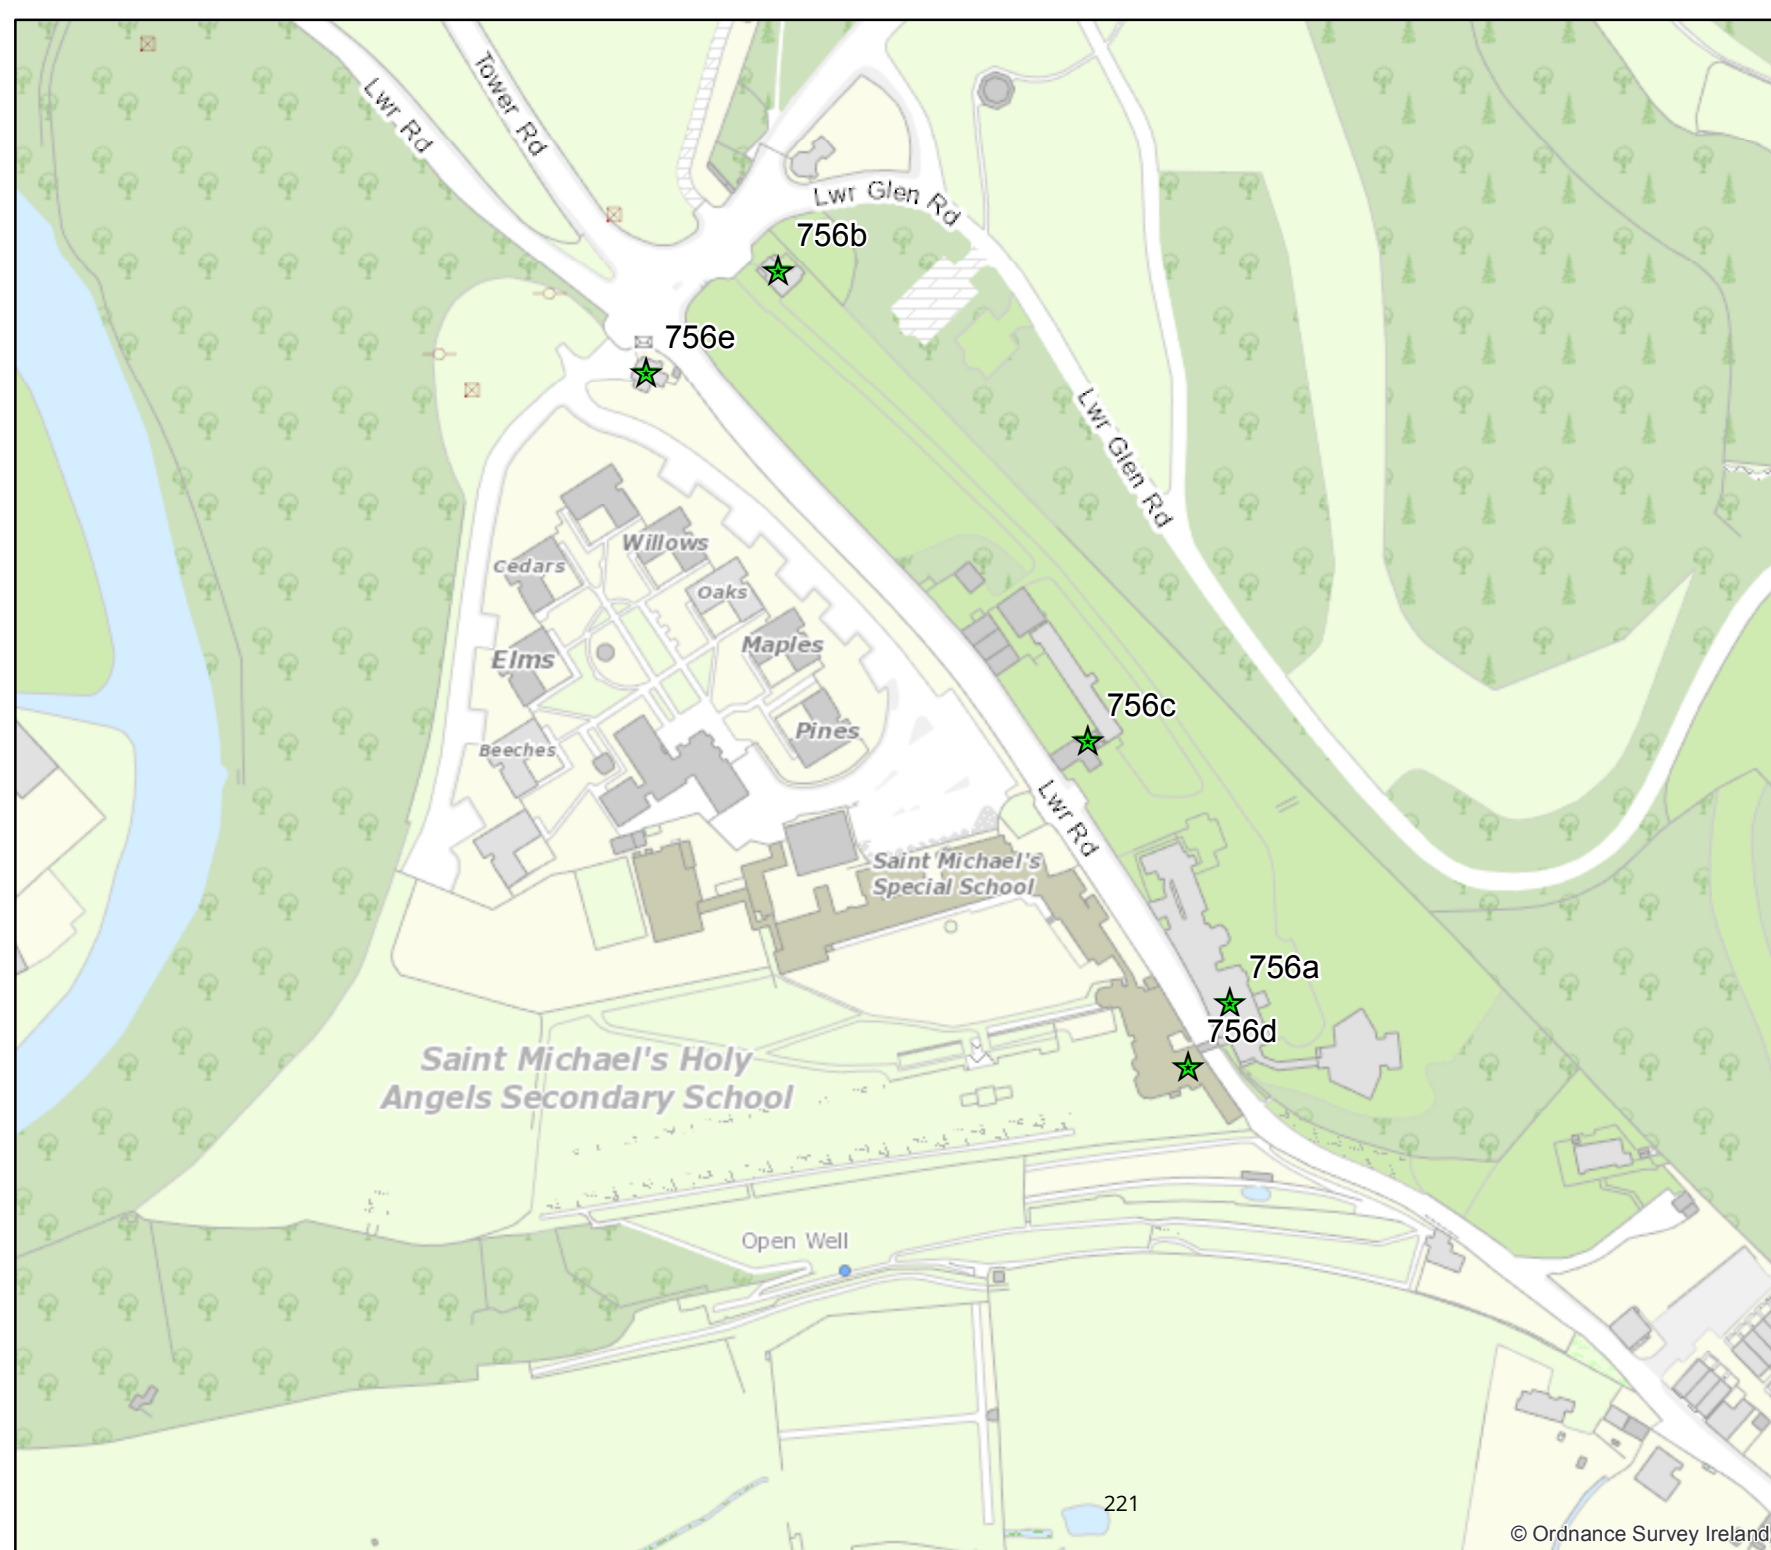 Tower Rd
Lwr Rd
Lwr Glen Rd
756b
756e
Lwr Glen Rd
Willows
Cedars
Oaks
Maples
Elms
756c
Pines
Beeches
Lwr Rd
Saint Michael's
Special School
756a
756d
Saint Michael's Holy
Angels Secondary School
Open Well
221
© Ordnance Survey Ireland